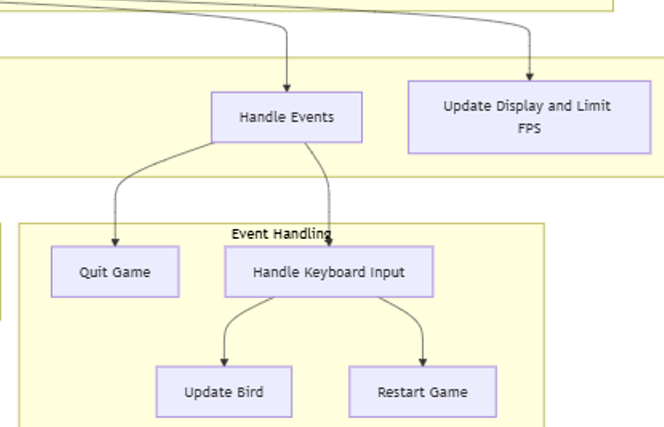 Handle Events
Update Display and Limit
FPS
Event Handling
Quit Game
Handle Keyboard Input
Update Bird
Restart Game